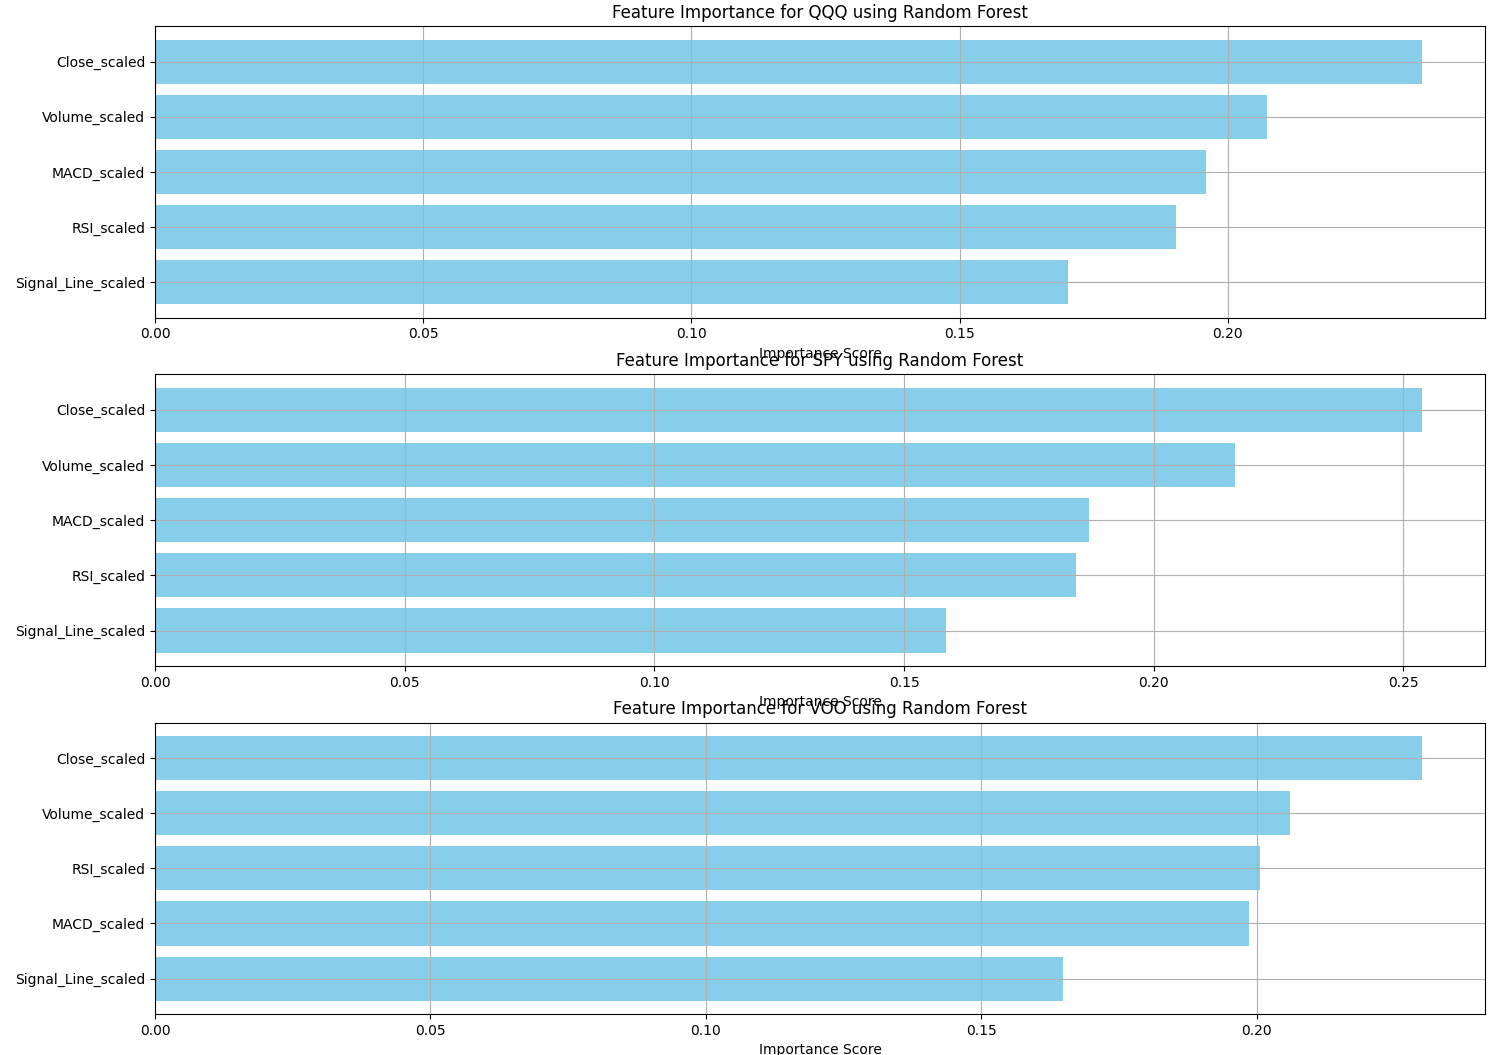 Feature Importance for QQQ using Random Forest
Close_scaled
Volume_scaled
MACD_scaled
RSI_scaled
Signal_Line_scaled
0.00 0.05 0.10 0.15 0.20
Importance Score
Feature Importance for SPY using Random Forest
Close_scaled
Volume_scaled
MACD_scaled
RSI_scaled
Signal_Line_scaled
0.00 0.05 0.10 0.15 0.20 0.25
Importance Score
Feature Importance for VOO using Random Forest
Close_scaled
Volume_scaled
RSI_scaled
MACD_scaled
Signal_Line_scaled
0.00 0.05 0.10 0.15 0.20
Importance Score